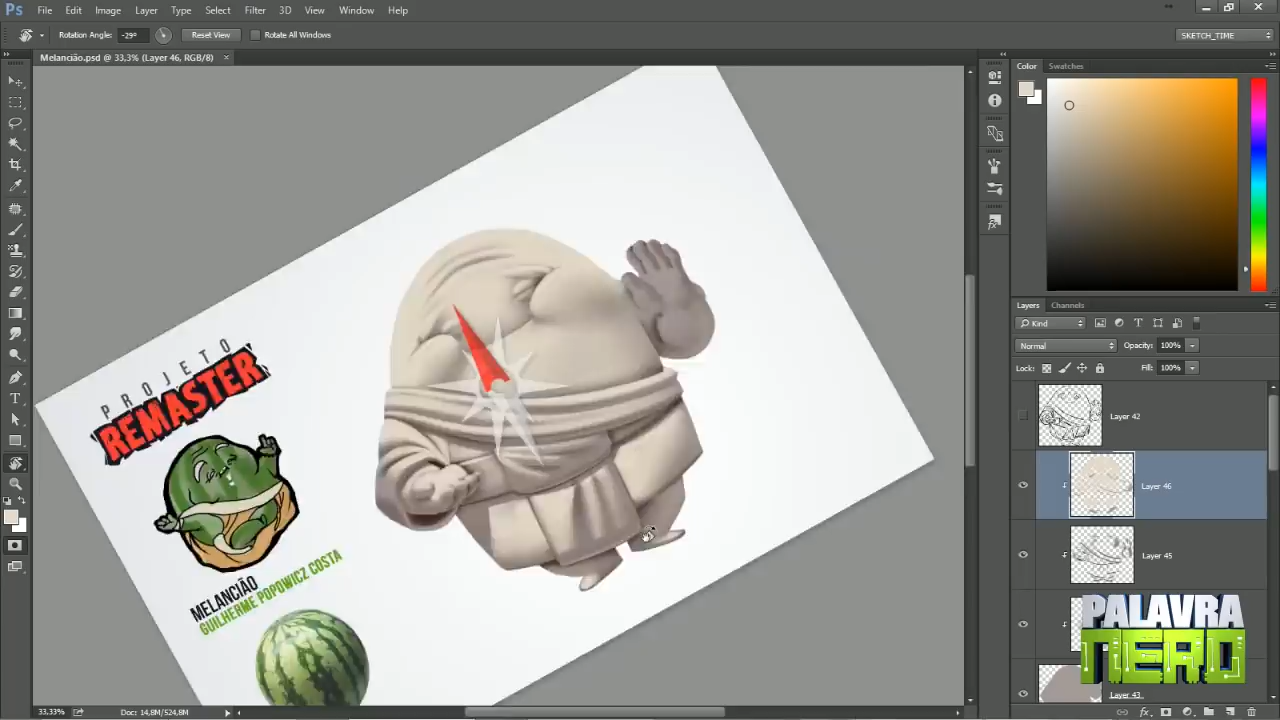 Ps File Edit Image Layer Type Select Filter 3D View Window Help
Rotation Angle: -29° Reset View Rotate All Windows SKETCH_TIME
Melancião.psd @ 33,3% (Layer 46, RGB/8)
Color Swatches
Layers Channels
Kind
Normal Opacity: 100%
Lock: Fill: 100%
Layer 42
Layer 46
Layer 45
Layer 43
PROJETO
REMASTER
MELANCIÃO
GUILHERME POPOWICZ COSTA
PALAVRA
NERD
33,33% Doc: 14,8M/524,8M